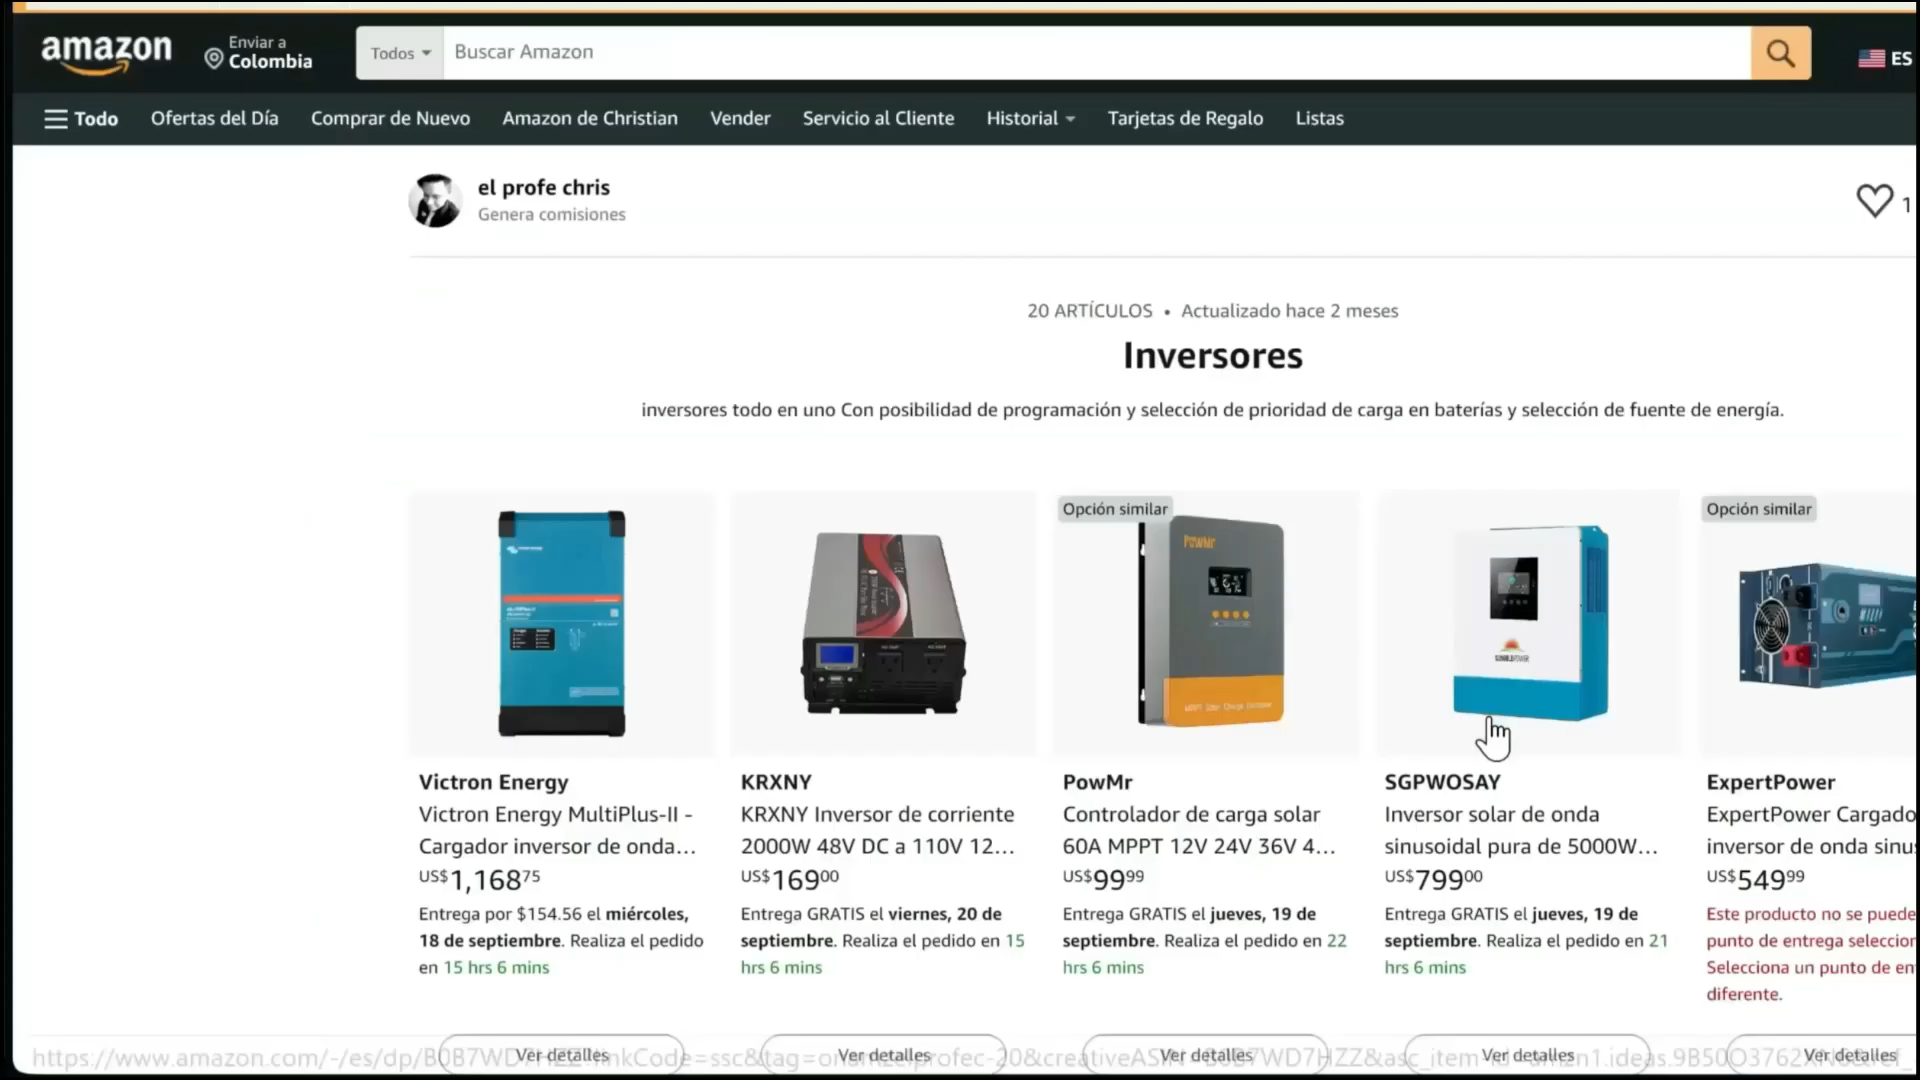 amazon
Enviar a
Colombia
Todos
Buscar Amazon
ES
Todo
Ofertas del Día
Comprar de Nuevo
Amazon de Christian
Vender
Servicio al Cliente
Historial
Tarjetas de Regalo
Listas
el profe chris
Genera comisiones
1
20 ARTÍCULOS • Actualizado hace 2 meses
Inversores
inversores todo en uno Con posibilidad de programación y selección de prioridad de carga en baterías y selección de fuente de energía.
Opción similar
Opción similar
PowMr
Victron Energy
Victron Energy MultiPlus-II -
Cargador inversor de onda...
US$1,16875
Entrega por $154.56 el miércoles,
18 de septiembre. Realiza el pedido
en 15 hrs 6 mins
Ver detalles
KRXNY
KRXNY Inversor de corriente
2000W 48V DC a 110V 12...
US$16900
Entrega GRATIS el viernes, 20 de
septiembre. Realiza el pedido en 15
hrs 6 mins
Ver detalles
PowMr
Controlador de carga solar
60A MPPT 12V 24V 36V 4...
US$9999
Entrega GRATIS el jueves, 19 de
septiembre. Realiza el pedido en 22
hrs 6 mins
Ver detalles
SGPWOSAY
Inversor solar de onda
sinusoidal pura de 5000W...
US$79900
Entrega GRATIS el jueves, 19 de
septiembre. Realiza el pedido en 21
hrs 6 mins
Ver detalles
ExpertPower
ExpertPower Cargado
inversor de onda sinu
US$54999
Este producto no se puede
punto de entrega seleccion
Selecciona un punto de en
diferente.
Ver detalles